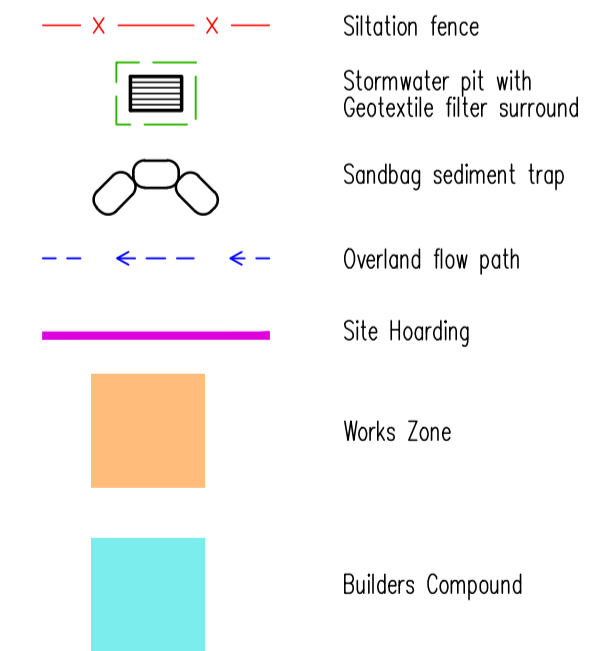 Siltation fence
Stormwater pit with
Geotextile filter surround
Sandbag sediment trap
Overland flow path
Site Hoarding
Works Zone
Builders Compound